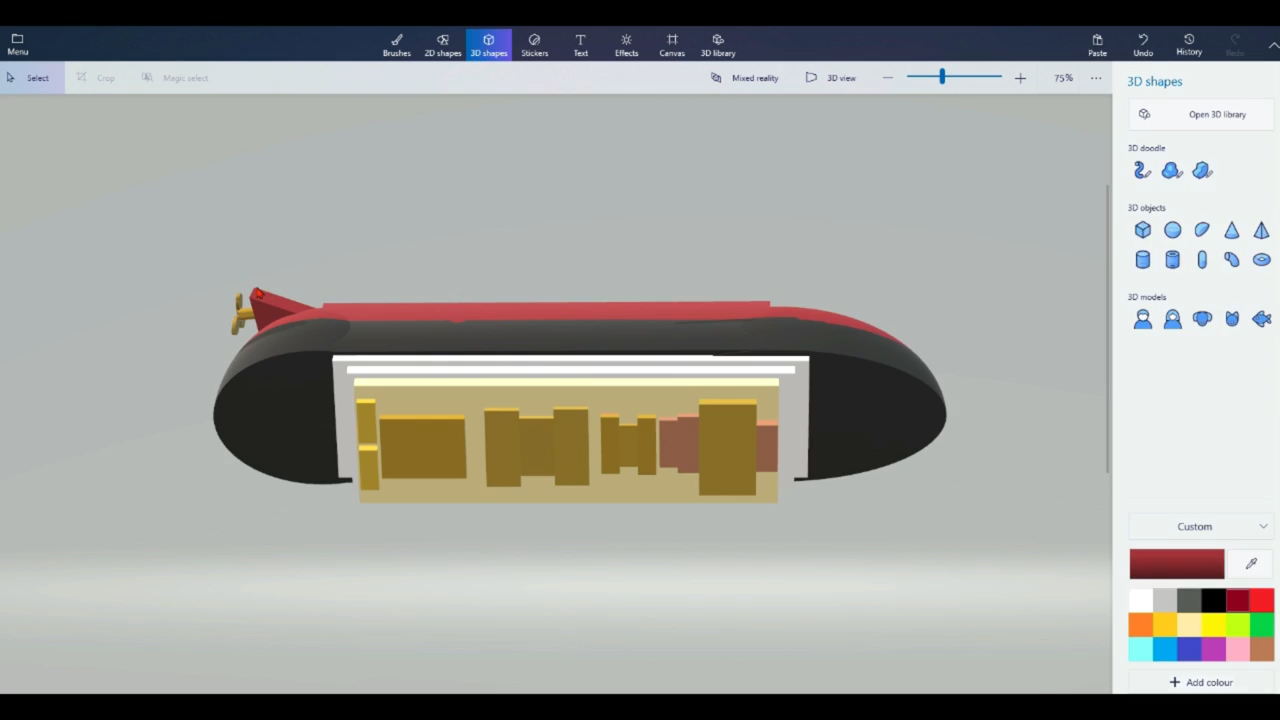 Menu
Brushes
2D shapes
3D shapes
Stickers
Text
Effects
Canvas
3D library
Paste
Undo
History
Redo
Select
Crop
Magic select
Mixed reality
3D view
75%
3D shapes
Open 3D library
3D doodle
3D objects
3D models
Custom
Add colour